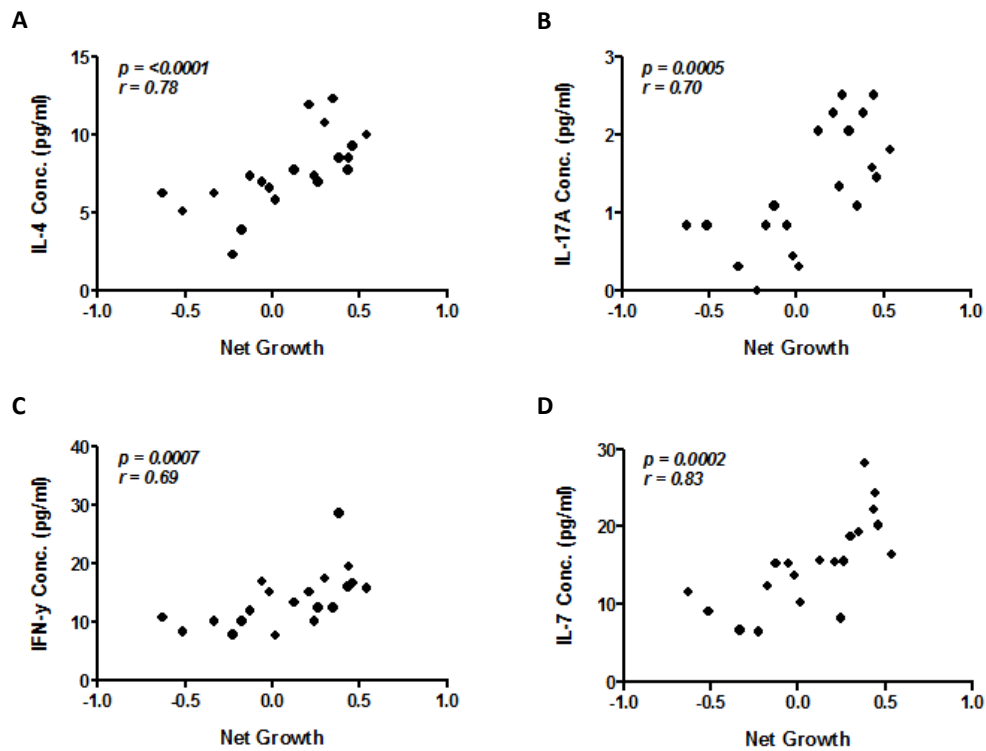 A
p = <0.0001
r = 0.78
15
10
5
0
-1.0 -0.5 0.0 0.5 1.0
IL-4 Conc. (pg/ml)
Net Growth
B
p = 0.0005
r = 0.70
3
2
1
0
-1.0 -0.5 0.0 0.5 1.0
IL-17A Conc. (pg/ml)
Net Growth
C
p = 0.0007
r = 0.69
40
30
20
10
0
-1.0 -0.5 0.0 0.5 1.0
IFN-y Conc. (pg/ml)
Net Growth
D
p = 0.0002
r = 0.83
30
20
10
0
-1.0 -0.5 0.0 0.5 1.0
IL-7 Conc. (pg/ml)
Net Growth